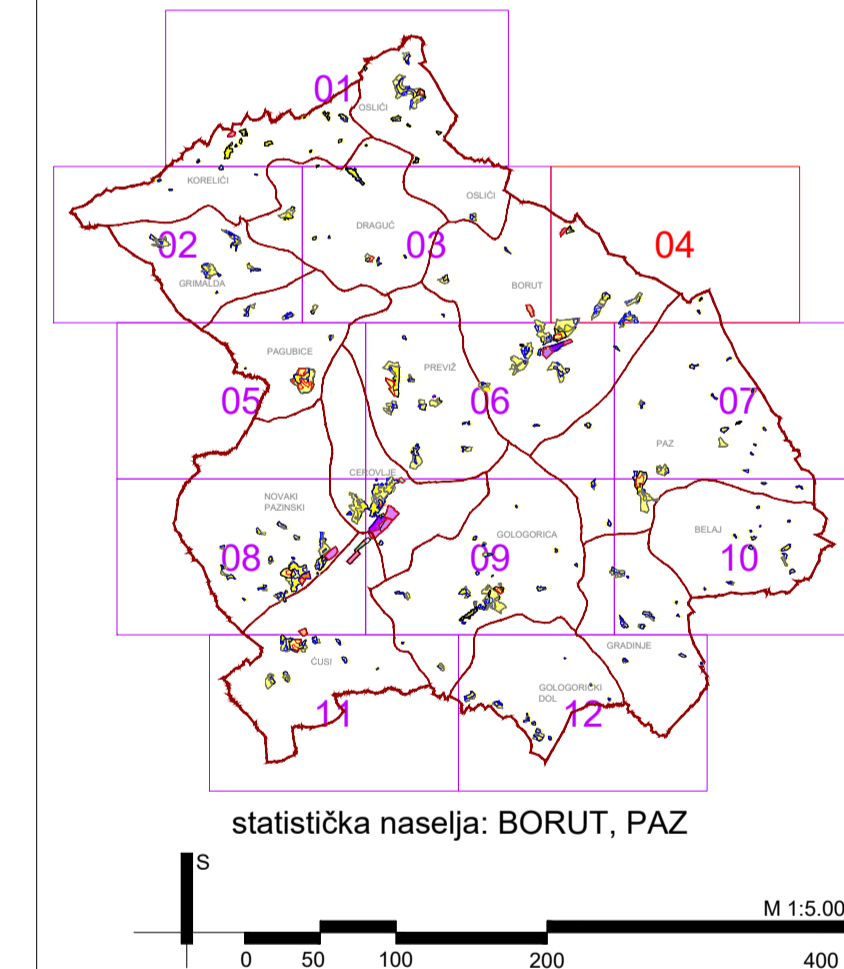 01
OSLIĆI
KORELIĆI
OSLIĆI
DRAGUĆ
02
03
04
GRIMALDA
BORUT
PAGUBICE
PREVIŽ
05
06
07
PAZ
CEROVLJE
NOVAKI
PAZINSKI
GOLOGORICA
BELAJ
08
09
10
GRADINJE
ĆUSI
GOLOGORIČKI
DOL
11
12
statistička naselja: BORUT, PAZ
S
M 1:5.00
0 50 100 200 400